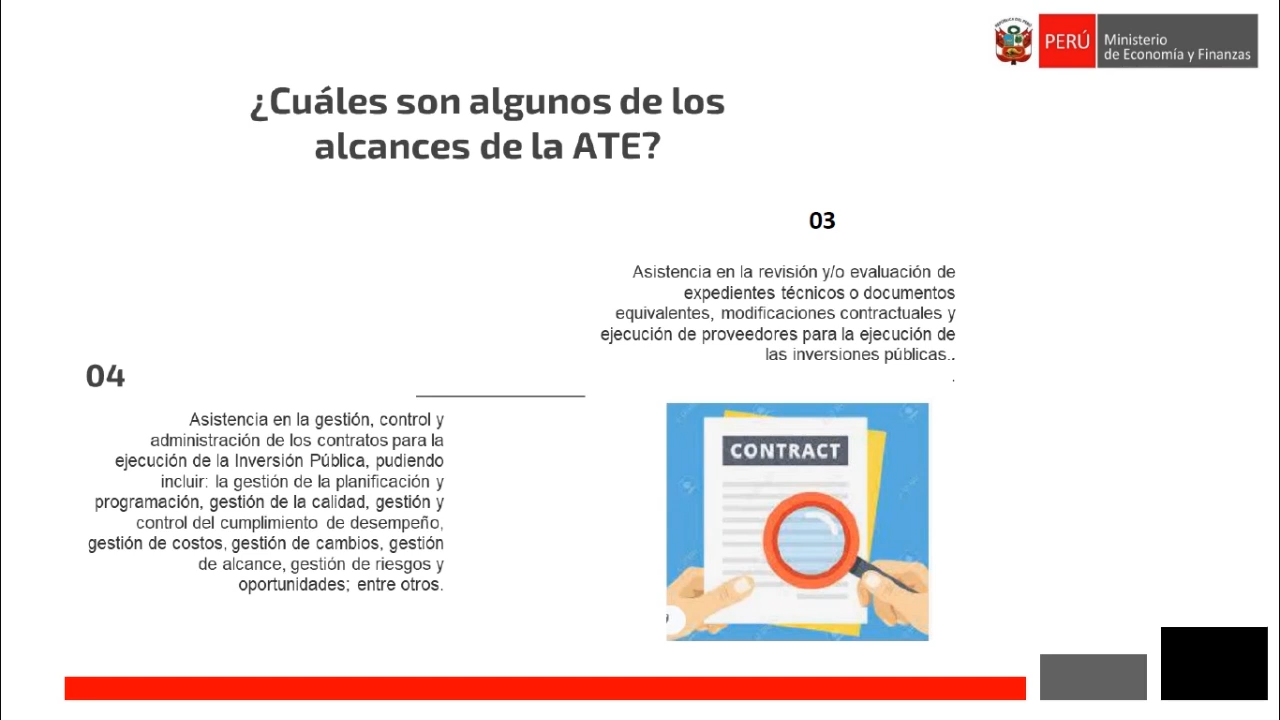 PERÚ
Ministerio
de Economía y Finanzas
¿Cuáles son algunos de los
alcances de la ATE?
03
Asistencia en la revisión y/o evaluación de
expedientes técnicos o documentos
equivalentes, modificaciones contractuales y
ejecución de proveedores para la ejecución de
las inversiones públicas..
.
04
Asistencia en la gestión, control y
administración de los contratos para la
ejecución de la Inversión Pública, pudiendo
incluir: la gestión de la planificación y
programación, gestión de la calidad, gestión y
control del cumplimiento de desempeño,
gestión de costos, gestión de cambios, gestión
de alcance, gestión de riesgos y
oportunidades; entre otros.
CONTRACT